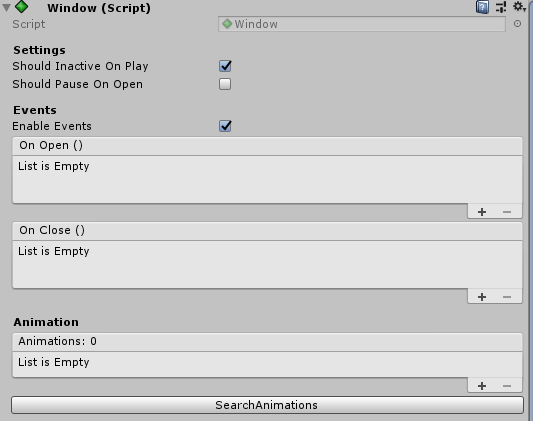 Window (Script)
Script Window
Settings
Should Inactive On Play
Should Pause On Open
Events
Enable Events
On Open ()
List is Empty
+ −
On Close ()
List is Empty
+ −
Animation
Animations: 0
List is Empty
+ −
SearchAnimations